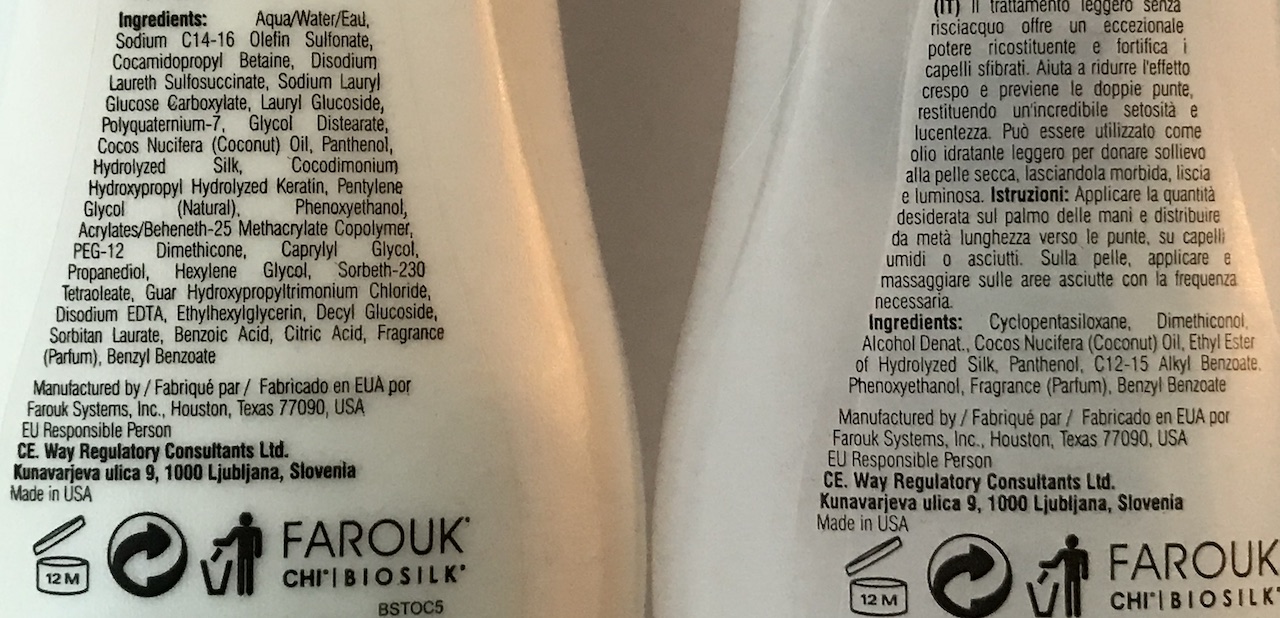 Ingredients: Aqua/Water/Eau,
Sodium C14-16 Olefin Sulfonate,
Cocamidopropyl Betaine, Disodium
Laureth Sulfosuccinate, Sodium Lauryl
Glucose Carboxylate, Lauryl Glucoside,
Polyquaternium-7, Glycol Distearate,
Cocos Nucifera (Coconut) Oil, Panthenol,
Hydrolyzed Silk, Cocodimonium
Hydroxypropyl Hydrolyzed Keratin, Pentylene
Glycol (Natural), Phenoxyethanol,
Acrylates/Beheneth-25 Methacrylate Copolymer,
PEG-12 Dimethicone, Caprylyl Glycol,
Propanediol, Hexylene Glycol, Sorbeth-230
Tetraoleate, Guar Hydroxypropyltrimonium Chloride,
Disodium EDTA, Ethylhexylglycerin, Decyl Glucoside,
Sorbitan Laurate, Benzoic Acid, Citric Acid, Fragrance
(Parfum), Benzyl Benzoate
Manufactured by / Fabriqué par / Fabricado en EUA por
Farouk Systems, Inc., Houston, Texas 77090, USA
EU Responsible Person
CE. Way Regulatory Consultants Ltd.
Kunavarjeva ulica 9, 1000 Ljubljana, Slovenia
Made in USA
12 M
FAROUK
CHI | BIOSILK
BSTOC5
(IT) Il trattamento leggero senza
risciacquo offre un eccezionale
potere ricostituente e fortifica i
capelli sfibrati. Aiuta a ridurre l'effetto
crespo e previene le doppie punte,
restituendo un'incredibile setosità e
lucentezza. Può essere utilizzato come
olio idratante leggero per donare sollievo
alla pelle secca, lasciandola morbida, liscia
e luminosa. Istruzioni: Applicare la quantità
desiderata sul palmo delle mani e distribuire
da metà lunghezza verso le punte, su capelli
umidi o asciutti. Sulla pelle, applicare e
massaggiare sulle aree asciutte con la frequenza
necessaria.
Ingredients: Cyclopentasiloxane, Dimethiconol,
Alcohol Denat., Cocos Nucifera (Coconut) Oil, Ethyl Ester
of Hydrolyzed Silk, Panthenol, C12-15 Alkyl Benzoate,
Phenoxyethanol, Fragrance (Parfum), Benzyl Benzoate
Manufactured by / Fabriqué par / Fabricado en EUA por
Farouk Systems, Inc., Houston, Texas 77090, USA
EU Responsible Person
CE. Way Regulatory Consultants Ltd.
Kunavarjeva ulica 9, 1000 Ljubljana, Slovenia
Made in USA
12 M
FAROUK
CHI | BIOSILK